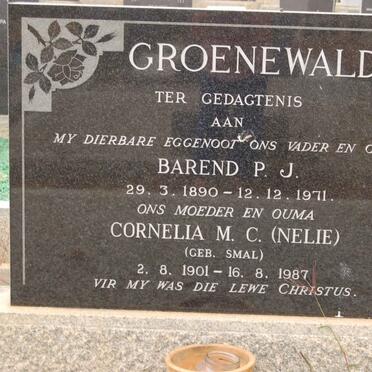 GROENEWALD
TER GEDAGTENIS
AAN
MY DIERBARE EGGENOOT ONS VADER EN
BAREND P. J.
29. 3. 1890 – 12. 12. 1971.
ONS MOEDER EN OUMA
CORNELIA M. C. (NELIE)
(GEB. SMAL)
2. 8. 1901 – 16. 8. 1987
VIR MY WAS DIE LEWE CHRISTUS.